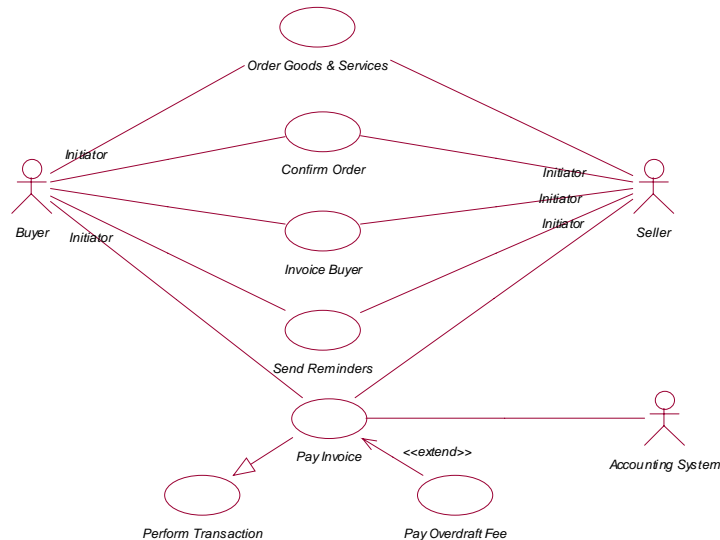 Order Goods & Services
Initiator
Confirm Order
Initiator
Initiator
Buyer
Initiator
Invoice Buyer
Initiator
Seller
Send Reminders
Pay Invoice
<<extend>>
Accounting System
Perform Transaction
Pay Overdraft Fee